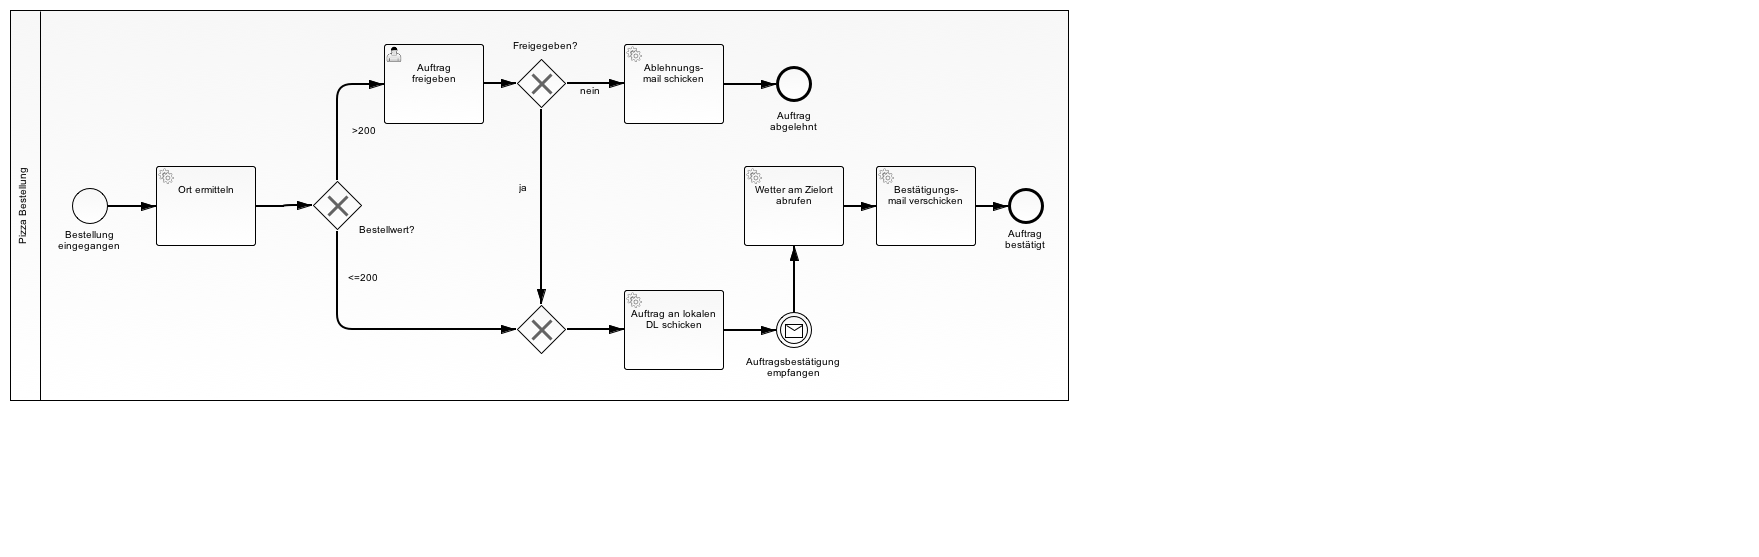 Pizza Bestellung
Bestellung
eingegangen
Ort ermitteln
Bestellwert?
>200
<=200
Auftrag
freigeben
Freigegeben?
nein
ja
Ablehnungs-
mail schicken
Auftrag
abgelehnt
Auftrag an lokalen
DL schicken
Auftragsbestätigung
empfangen
Wetter am Zielort
abrufen
Bestätigungs-
mail verschicken
Auftrag
bestätigt